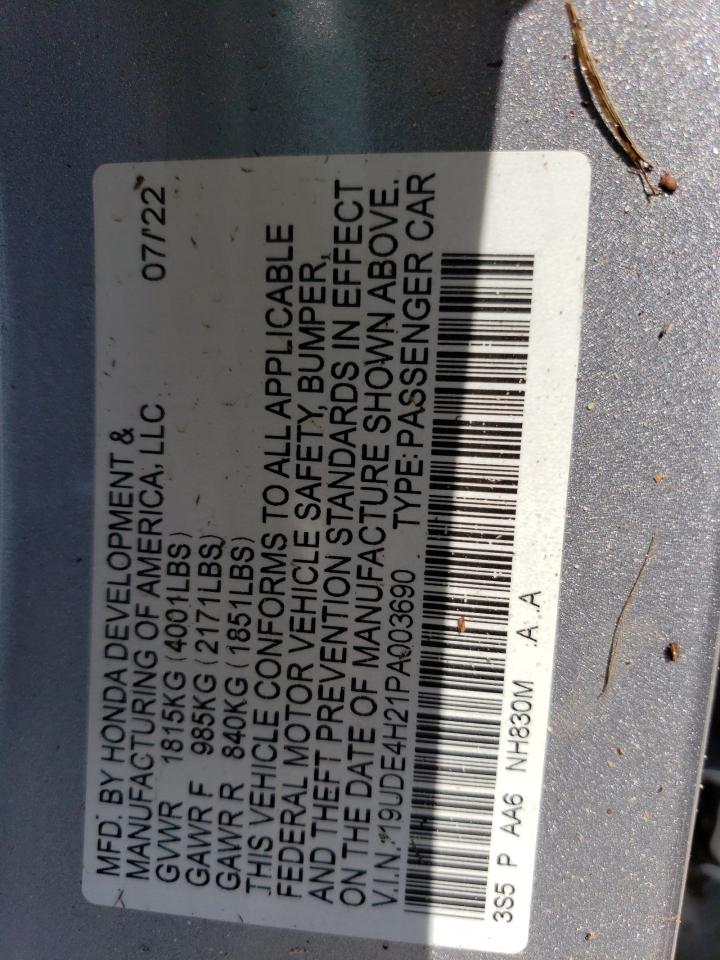 MFD. BY HONDA DEVELOPMENT &
MANUFACTURING OF AMERICA, LLC 07/'22
GVWR 1815KG (4001LBS)
GAWR F 985KG (2171LBS)
GAWR R 840KG (1851LBS)
THIS VEHICLE CONFORMS TO ALL APPLICABLE
FEDERAL MOTOR VEHICLE SAFETY, BUMPER,
AND THEFT PREVENTION STANDARDS IN EFFECT
ON THE DATE OF MANUFACTURE SHOWN ABOVE.
V.I.N.:*19UDE4H21PA003690 TYPE: PASSENGER CAR
3S5 P AA6 NH830M .A .A